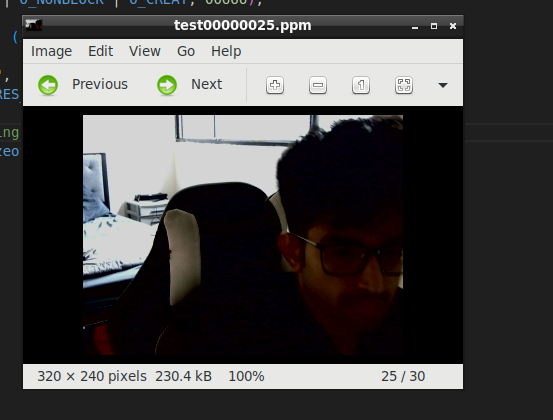 | O_NONBLOCK | O_CREAT, 00666);
test00000025.ppm
(
Image Edit View Go Help
Previous Next
RES_
ing
zeo
320 × 240 pixels 230.4 kB 100% 25 / 30